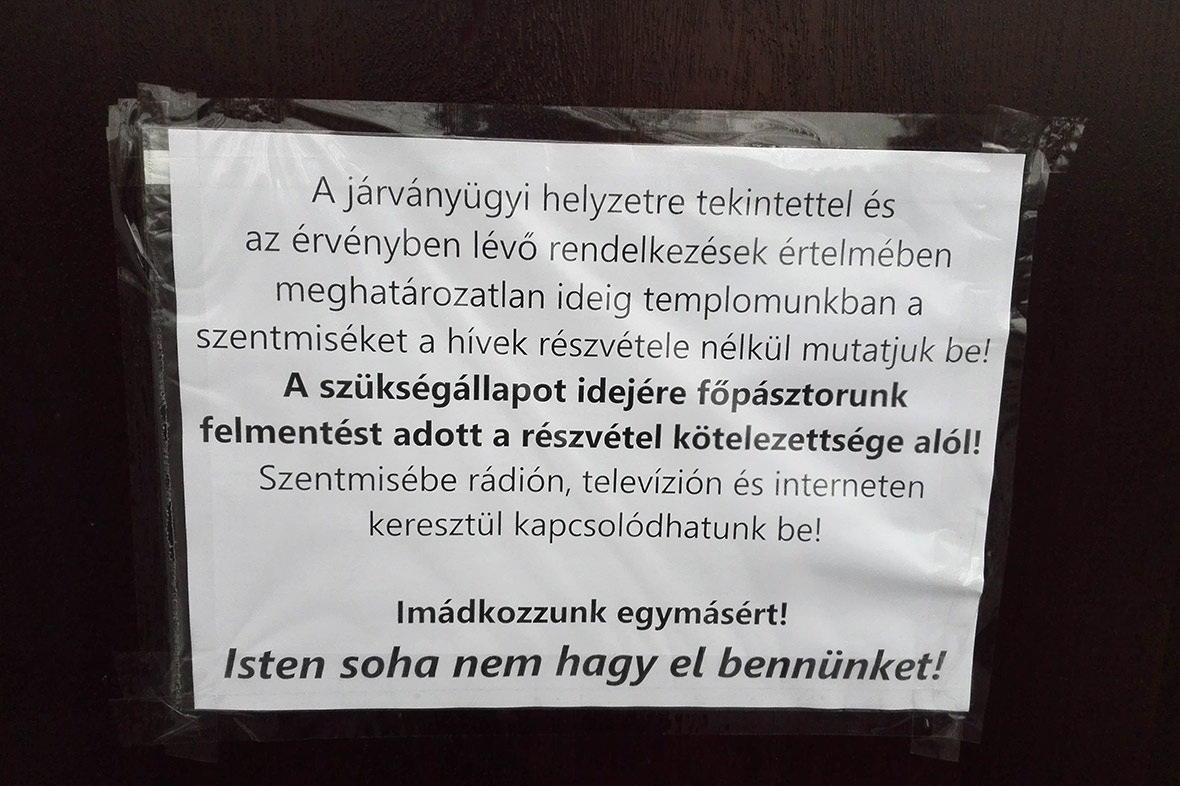 A járványügyi helyzetre tekintettel és
az érvényben lévő rendelkezések értelmében
meghatározatlan ideig templomunkban a
szentmiséket a hívek részvétele nélkül mutatjuk be!
A szükségállapot idejére főpásztorunk
felmentést adott a részvétel kötelezettsége alól!
Szentmisébe rádión, televízión és interneten
keresztül kapcsolódhatunk be!
Imádkozzunk egymásért!
Isten soha nem hagy el bennünket!